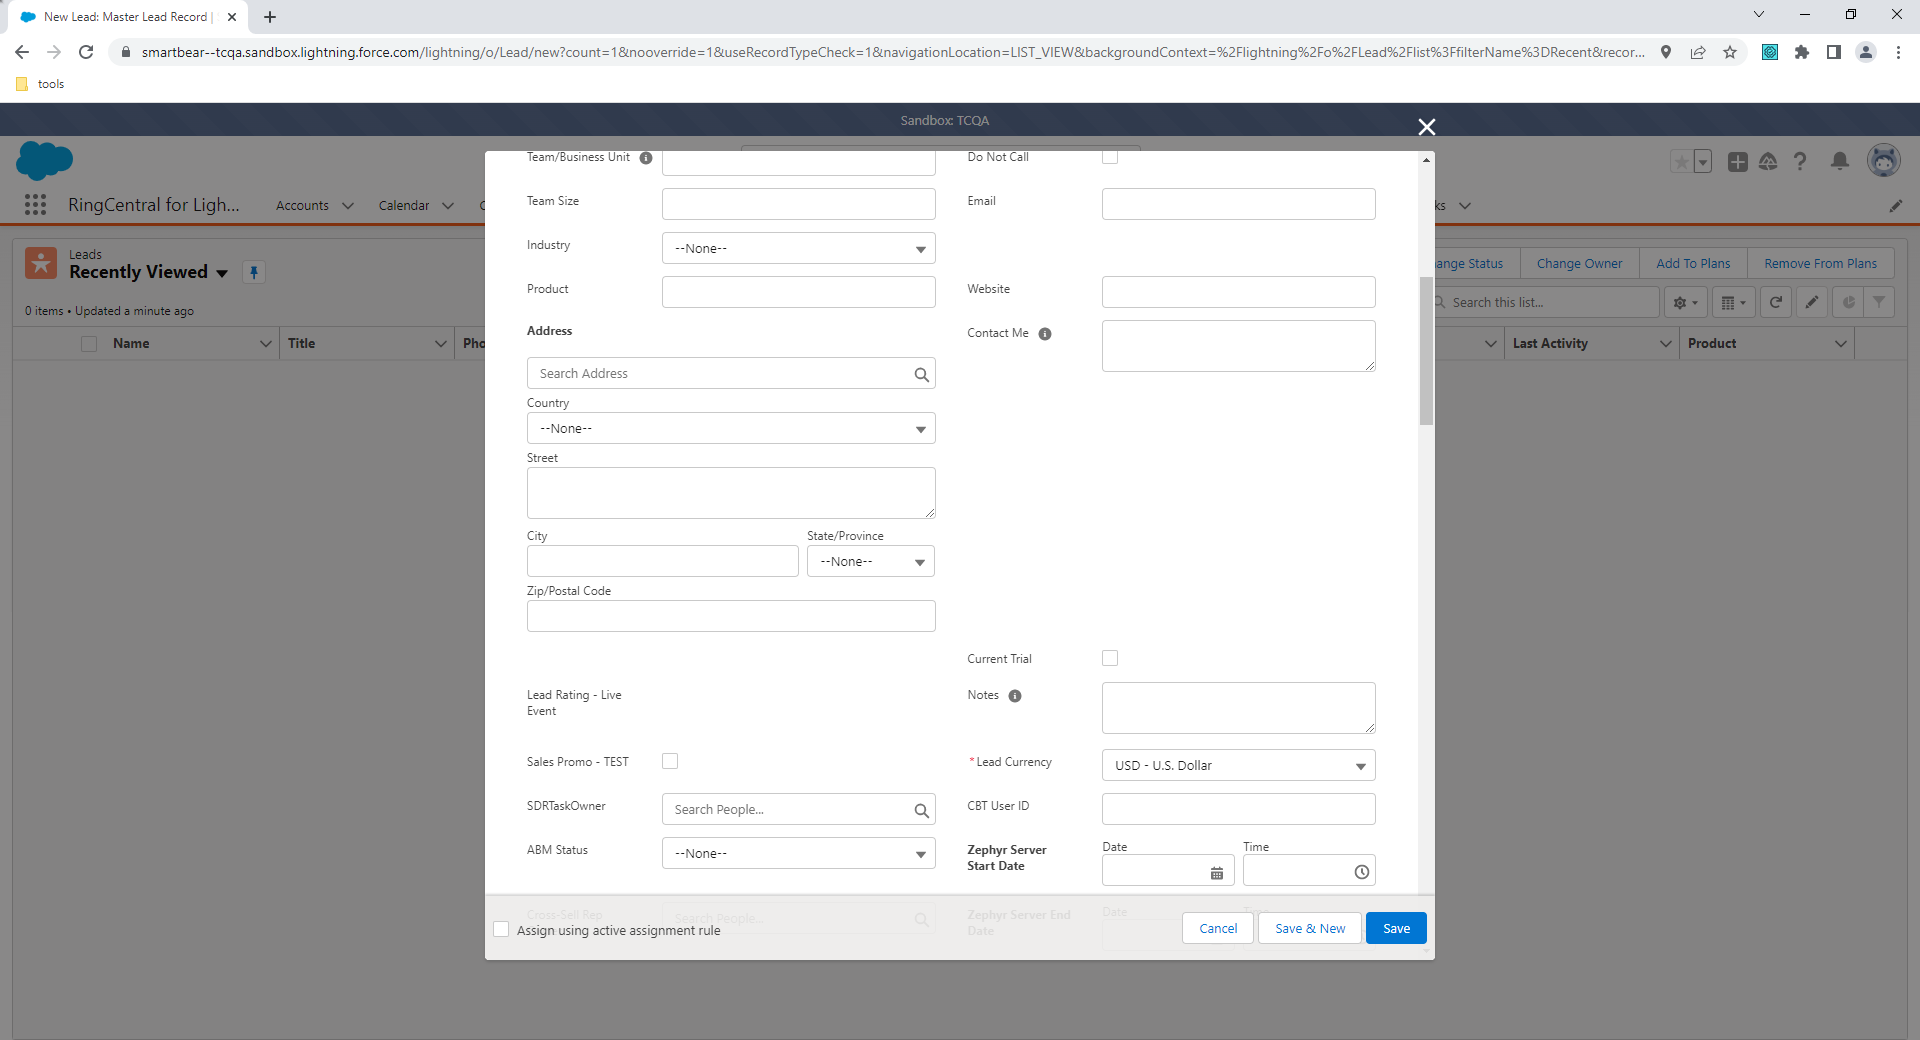 New Lead: Master Lead Record |
smartbear--tcqa.sandbox.lightning.force.com/lightning/o/Lead/new?count=1&nooverride=1&useRecordTypeCheck=1&navigationLocation=LIST_VIEW&backgroundContext=%2Flightning%2Fo%2FLead%2Flist%3FfilterName%3DRecent&recor...
tools
Sandbox: TCQA
RingCentral for Ligh...
Accounts
Calendar
ks
Leads
Recently Viewed
0 items • Updated a minute ago
ange Status
Change Owner
Add To Plans
Remove From Plans
Search this list...
Name
Title
Pho
Last Activity
Product
Team/Business Unit
Do Not Call
Team Size
Email
Industry
--None--
Product
Website
Address
Contact Me
Search Address
Country
--None--
Street
City
State/Province
--None--
Zip/Postal Code
Current Trial
Lead Rating - Live
Event
Notes
Sales Promo - TEST
*Lead Currency
USD - U.S. Dollar
SDRTaskOwner
Search People...
CBT User ID
ABM Status
--None--
Zephyr Server
Start Date
Date
Time
Cross-Sell Rep
Search People...
Zephyr Server End
Date
Date
Assign using active assignment rule
Cancel
Save & New
Save